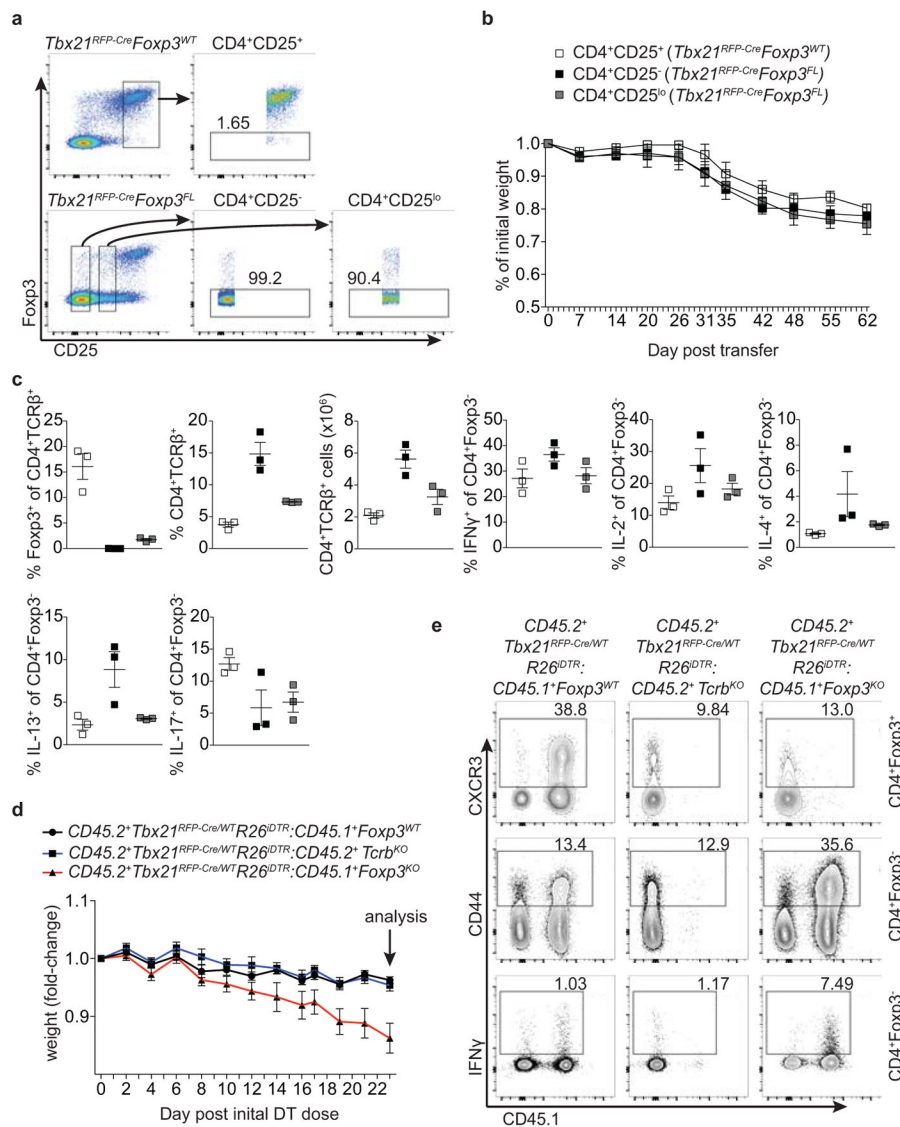 a
Tbx21RFP-CreFoxp3WT
CD4+CD25+
1.65
Tbx21RFP-CreFoxp3FL
CD4+CD25-
CD4+CD25lo
99.2
90.4
Foxp3
CD25
b
CD4+CD25+ (Tbx21RFP-CreFoxp3WT)
CD4+CD25- (Tbx21RFP-CreFoxp3FL)
CD4+CD25lo (Tbx21RFP-CreFoxp3FL)
% of initial weight
1.0
0.9
0.8
0.7
0.6
0.5
0 7 14 20 26 31 35 42 48 55 62
Day post transfer
c
% Foxp3+ of CD4+TCRβ+
25
20
15
10
5
0
% CD4+TCRβ+
20
15
10
5
0
CD4+TCRβ+ cells (x10⁶)
8
6
4
2
0
% IFNγ+ of CD4+Foxp3-
50
40
30
20
10
0
% IL-2+ of CD4+Foxp3-
50
40
30
20
10
0
% IL-4+ of CD4+Foxp3-
10
8
6
4
2
0
% IL-13+ of CD4+Foxp3-
15
10
5
0
% IL-17+ of CD4+Foxp3-
20
15
10
5
0
d
CD45.2+Tbx21RFP-Cre/WTR26iDTR:CD45.1+Foxp3WT
CD45.2+Tbx21RFP-Cre/WTR26iDTR:CD45.2+ TcrbKO
CD45.2+Tbx21RFP-Cre/WTR26iDTR:CD45.1+Foxp3KO
weight (fold-change)
1.1
1.0
0.9
analysis
0 2 4 6 8 10 12 14 16 18 20 22
Day post inital DT dose
e
CD45.2+
Tbx21RFP-Cre/WT
R26iDTR:
CD45.1+Foxp3WT
CD45.2+
Tbx21RFP-Cre/WT
R26iDTR:
CD45.2+ TcrbKO
CD45.2+
Tbx21RFP-Cre/WT
R26iDTR:
CD45.1+Foxp3KO
38.8
9.84
13.0
CXCR3
CD4+Foxp3+
13.4
12.9
35.6
CD44
CD4+Foxp3-
1.03
1.17
7.49
IFNγ
CD4+Foxp3-
CD45.1